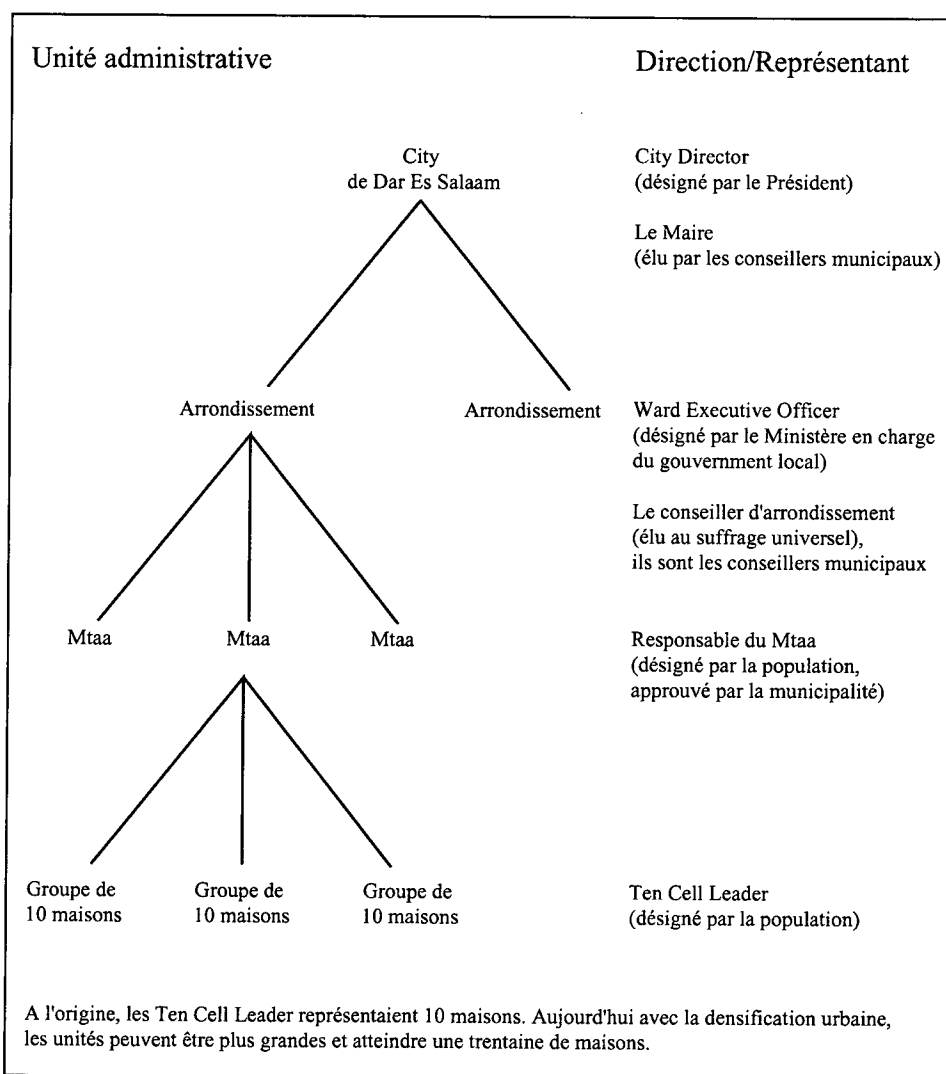 Unité administrative
Direction/Représentant
City
de Dar Es Salaam
City Director
(désigné par le Président)
Le Maire
(élu par les conseillers municipaux)
Arrondissement
Arrondissement
Ward Executive Officer
(désigné par le Ministère en charge
du gouvernment local)
Le conseiller d'arrondissement
(élu au suffrage universel),
ils sont les conseillers municipaux
Mtaa
Mtaa
Mtaa
Responsable du Mtaa
(désigné par la population,
approuvé par la municipalité)
Groupe de
10 maisons
Groupe de
10 maisons
Groupe de
10 maisons
Ten Cell Leader
(désigné par la population)
A l'origine, les Ten Cell Leader représentaient 10 maisons. Aujourd'hui avec la densification urbaine,
les unités peuvent être plus grandes et atteindre une trentaine de maisons.